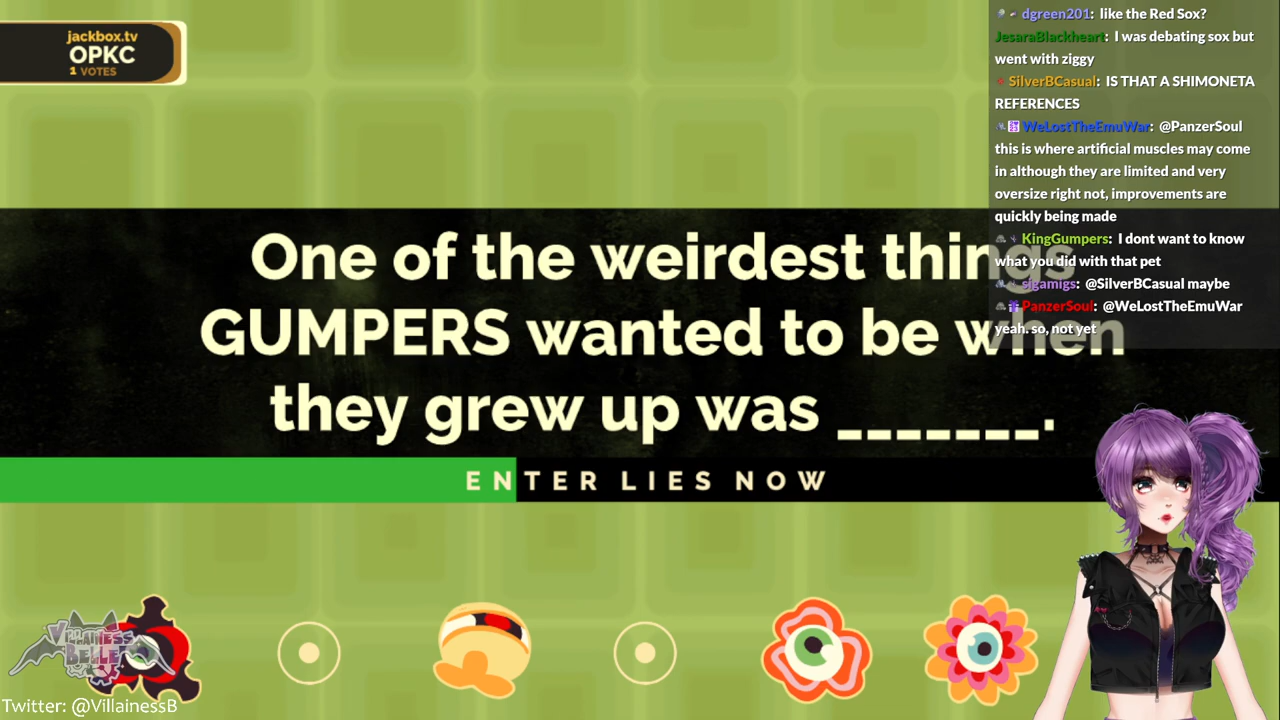 jackbox.tv
OPKC
1 VOTES
One of the weirdest things
GUMPERS wanted to be when
they grew up was _______.
ENTER LIES NOW
dgreen201: like the Red Sox?
JesaraBlackheart: I was debating sox but
went with ziggy
SilverBCasual: IS THAT A SHIMONETA
REFERENCES
WeLostTheEmuWar: @PanzerSoul
this is where artificial muscles may come
in although they are limited and very
oversize right not, improvements are
quickly being made
KingGumpers: I dont want to know
what you did with that pet
sigamigs: @SilverBCasual maybe
PanzerSoul: @WeLostTheEmuWar
yeah. so, not yet
VILLAINESS
BELLE
Twitter: @VillainessB